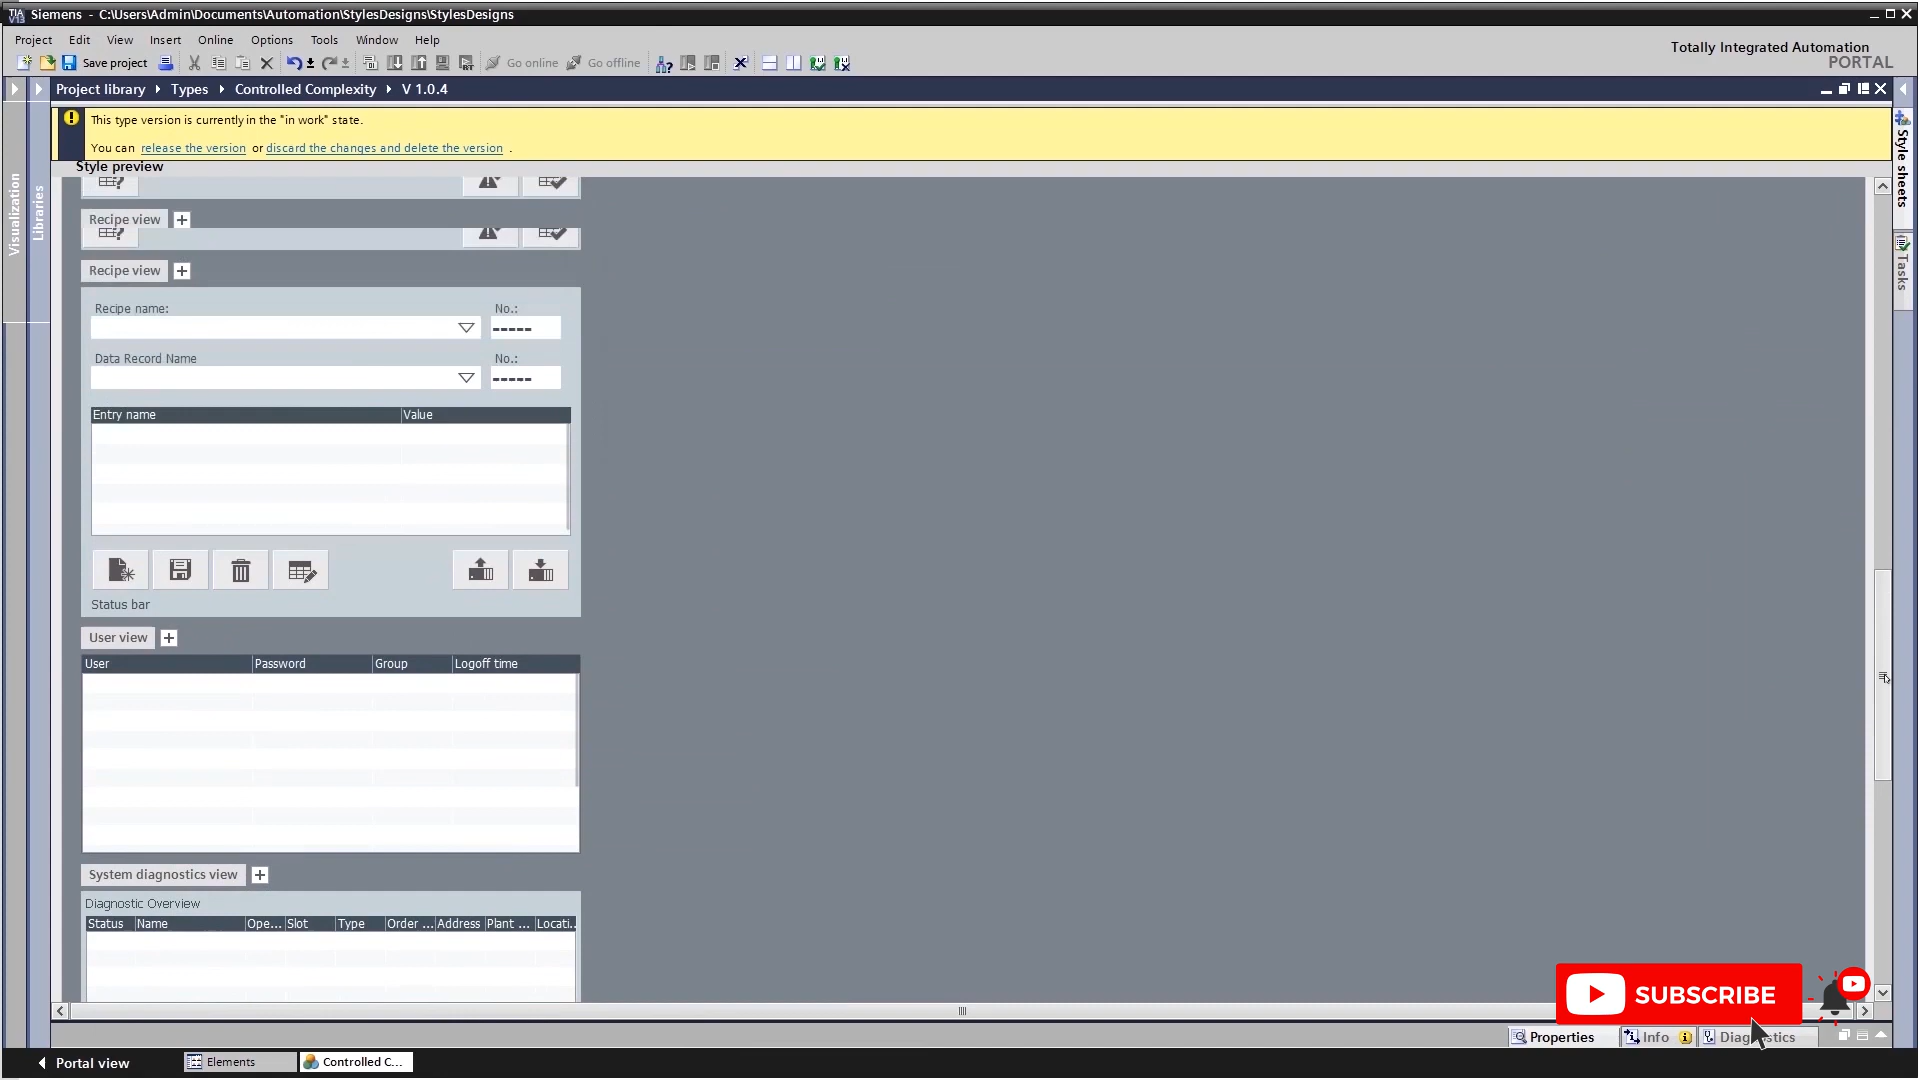 Siemens - C:\Users\Admin\Documents\Automation\StylesDesigns\StylesDesigns
Project Edit View Insert Online Options Tools Window Help
Totally Integrated Automation
PORTAL
Save project Go online Go offline
Project library Types Controlled Complexity V 1.0.4
This type version is currently in the "in work" state.
You can release the version or discard the changes and delete the version .
Style preview
Recipe view
Recipe view
Recipe name: No.:
-----
Data Record Name No.:
-----
Entry name Value
Status bar
User view
User Password Group Logoff time
System diagnostics view
Diagnostic Overview
Status Name Ope... Slot Type Order ... Address Plant ... Locati..
Visualization
Libraries
Style sheets
Tasks
SUBSCRIBE
Properties Info Diagnostics
Portal view Elements Controlled C...